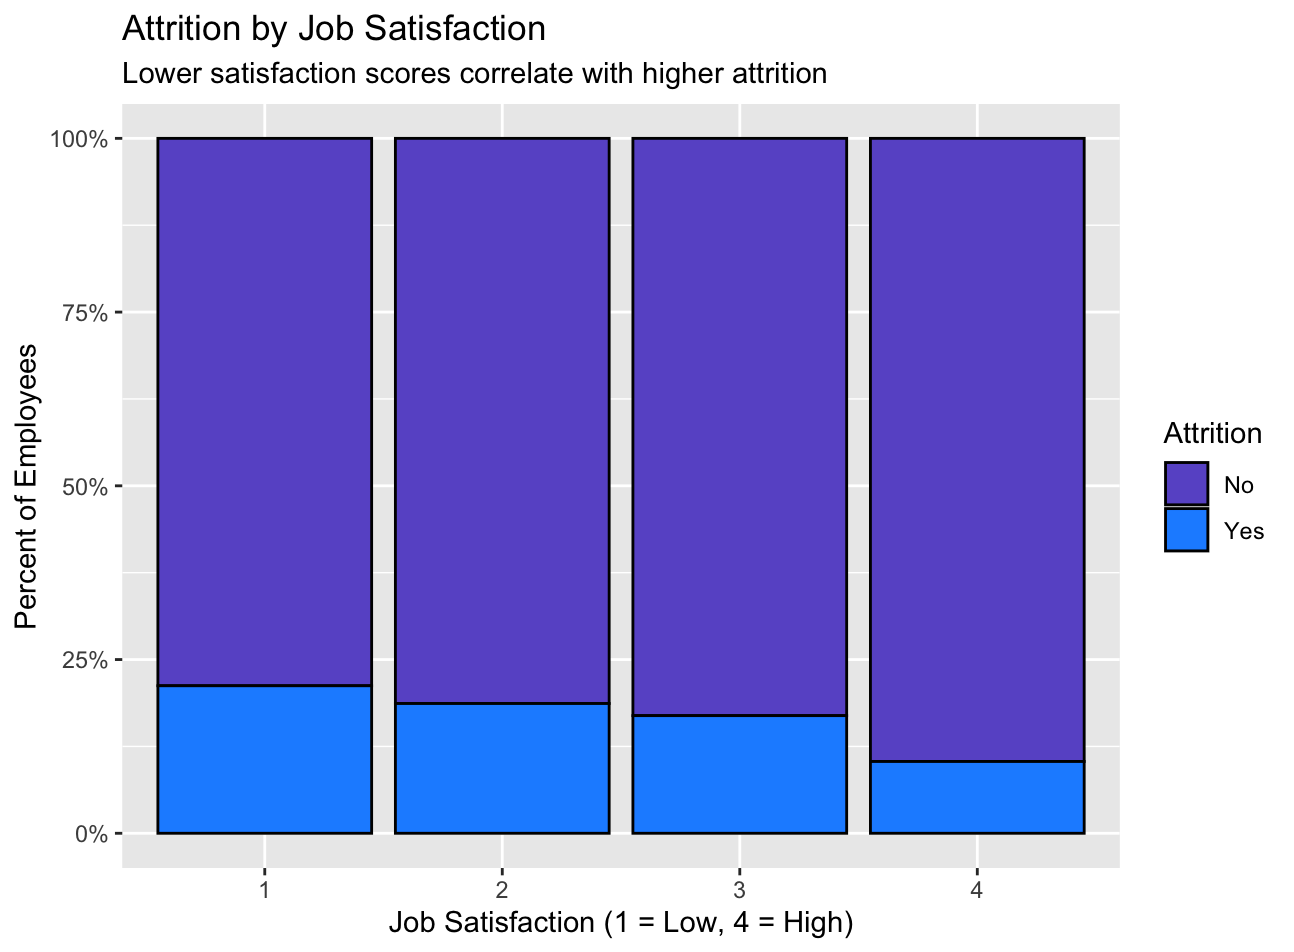 Attrition by Job Satisfaction
Lower satisfaction scores correlate with higher attrition
100%
75%
50%
25%
0%
Percent of Employees
1 2 3 4
Job Satisfaction (1 = Low, 4 = High)
Attrition
No
Yes